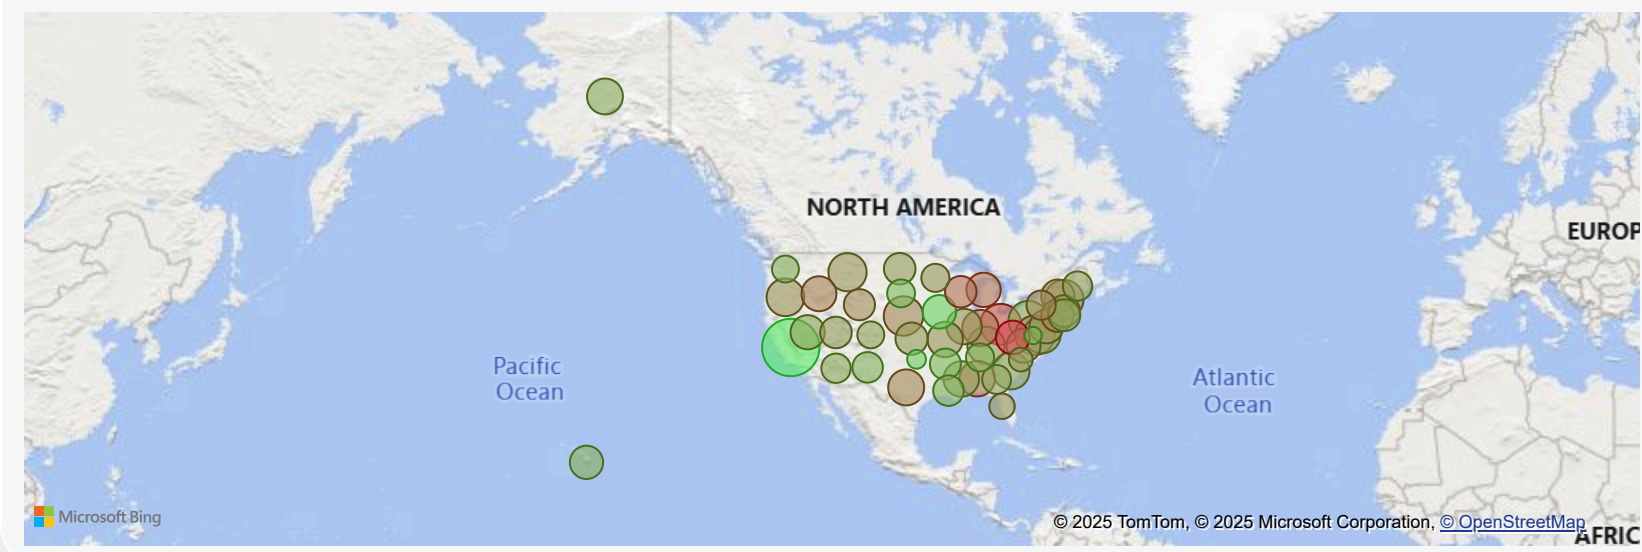 NORTH AMERICA
EUROP
Pacific
Ocean
Atlantic
Ocean
Microsoft Bing
© 2025 TomTom, © 2025 Microsoft Corporation, © OpenStreetMap
AFRIC